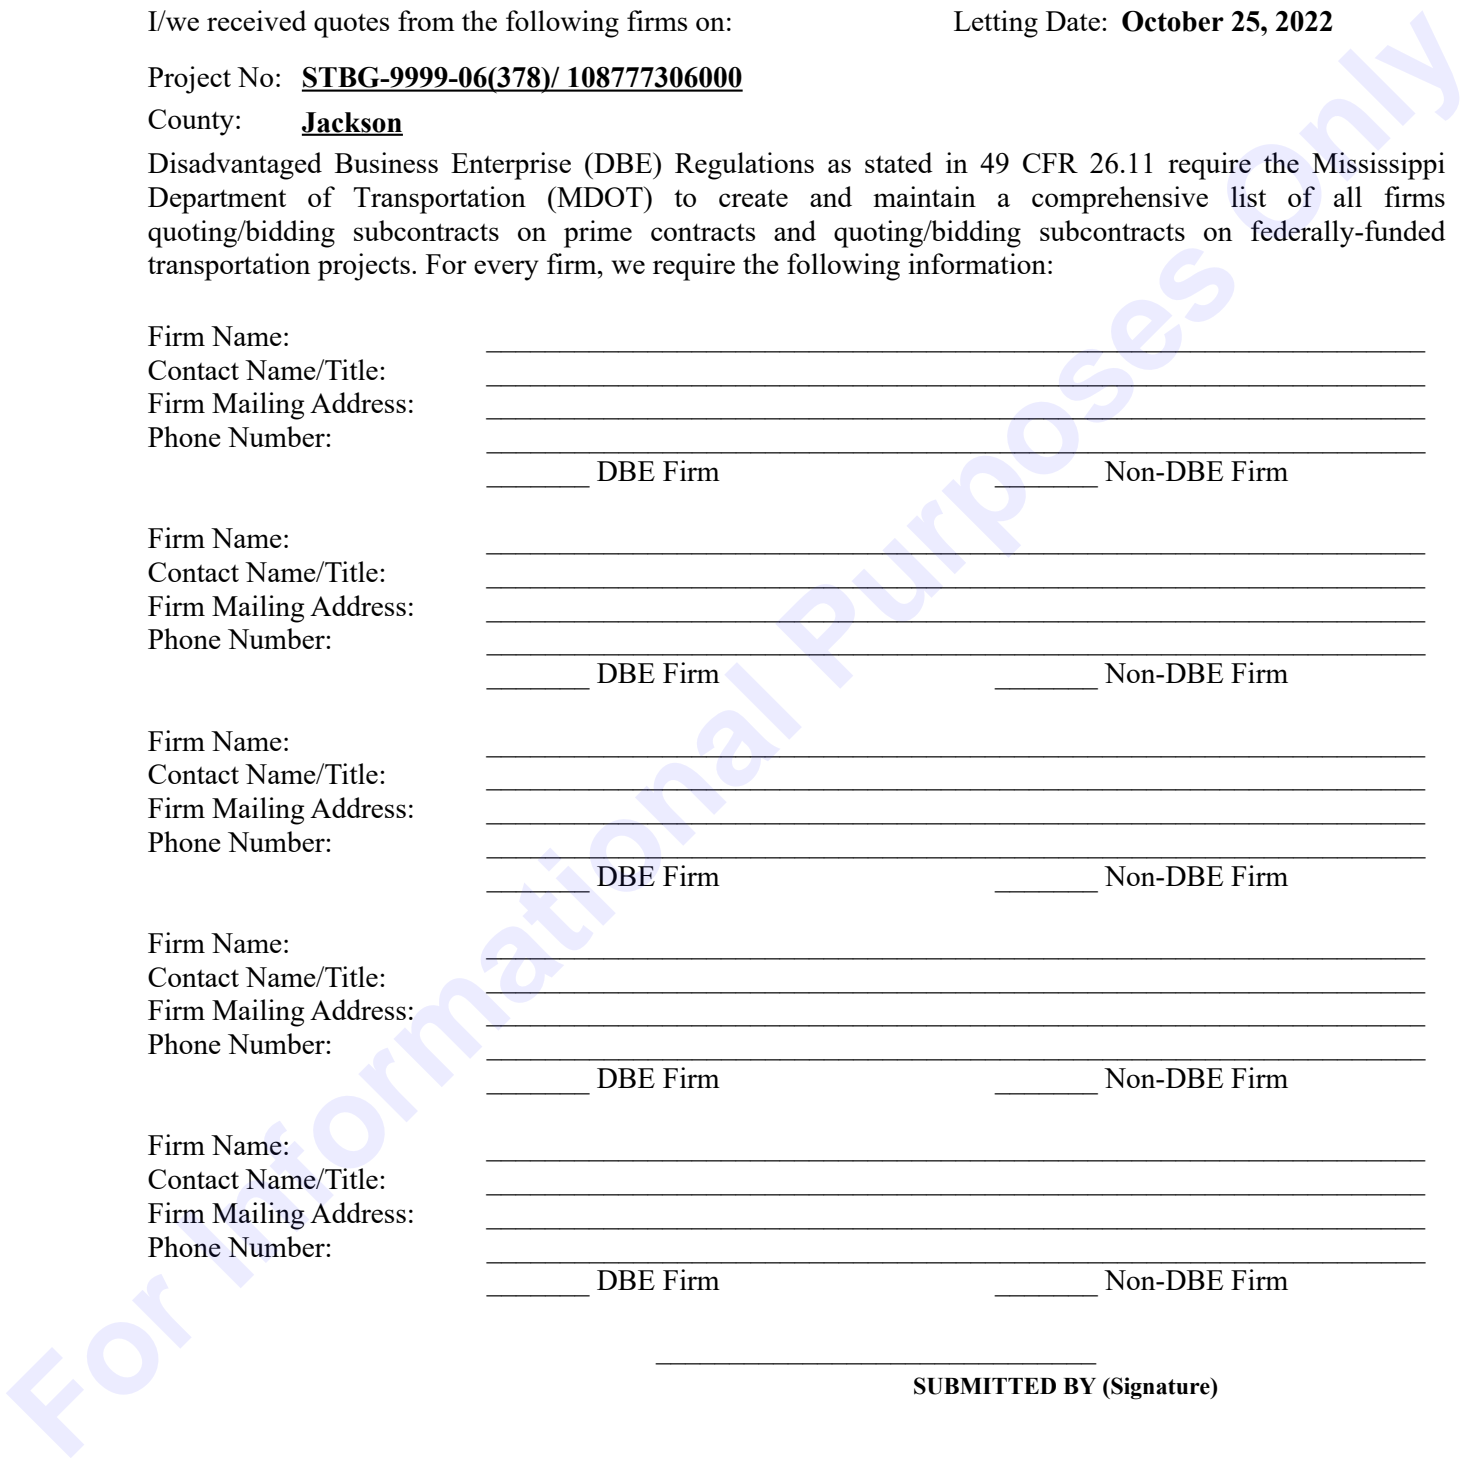 I/we received quotes from the following firms on: Letting Date: October 25, 2022
Project No: STBG-9999-06(378)/ 108777306000
County: Jackson
Disadvantaged Business Enterprise (DBE) Regulations as stated in 49 CFR 26.11 require the Mississippi
Department of Transportation (MDOT) to create and maintain a comprehensive list of all firms
quoting/bidding subcontracts on prime contracts and quoting/bidding subcontracts on federally-funded
transportation projects. For every firm, we require the following information:
Firm Name:
Contact Name/Title:
Firm Mailing Address:
Phone Number:
DBE Firm Non-DBE Firm
Firm Name:
Contact Name/Title:
Firm Mailing Address:
Phone Number:
DBE Firm Non-DBE Firm
Firm Name:
Contact Name/Title:
Firm Mailing Address:
Phone Number:
DBE Firm Non-DBE Firm
Firm Name:
Contact Name/Title:
Firm Mailing Address:
Phone Number:
DBE Firm Non-DBE Firm
Firm Name:
Contact Name/Title:
Firm Mailing Address:
Phone Number:
DBE Firm Non-DBE Firm
SUBMITTED BY (Signature)
For Informational Purposes Only